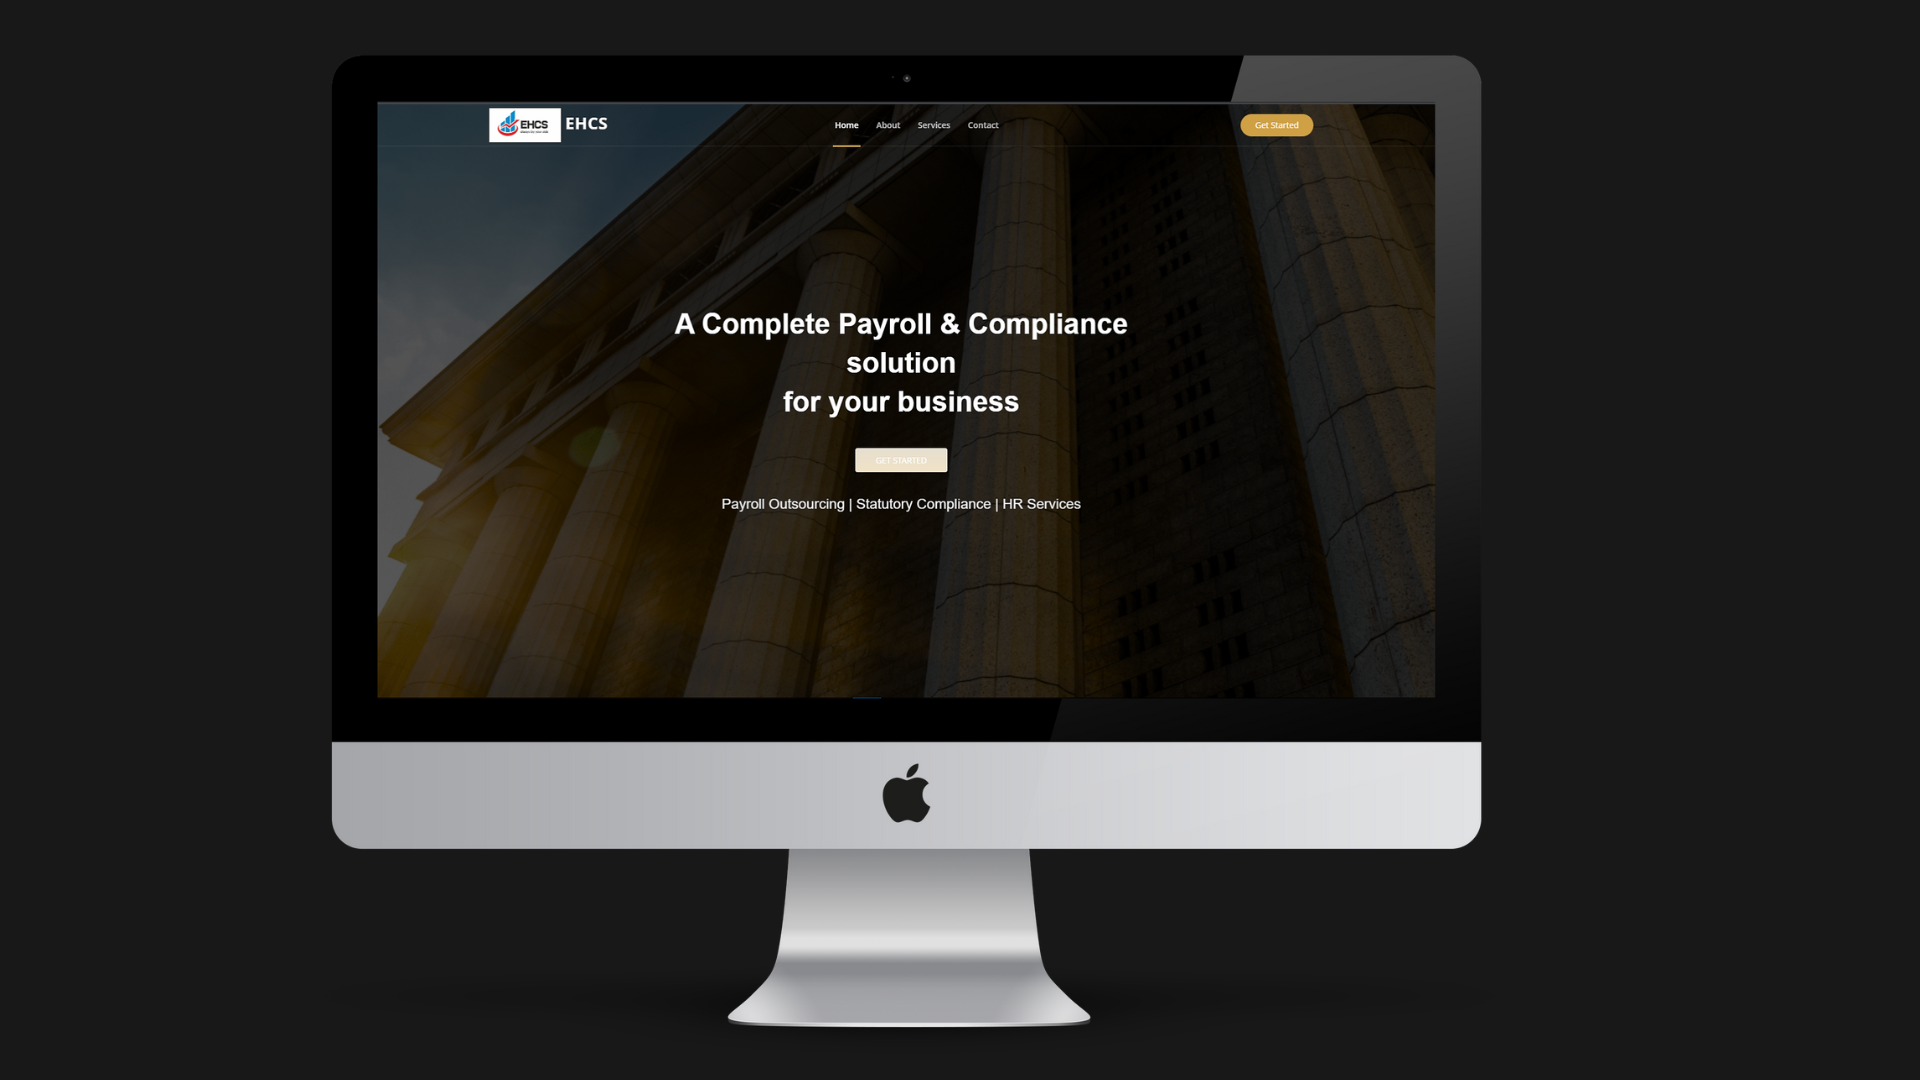 EHCS
EHCS
Home About Services Contact
Get Started
A Complete Payroll & Compliance
solution
for your business
GET STARTED
Payroll Outsourcing | Statutory Compliance | HR Services